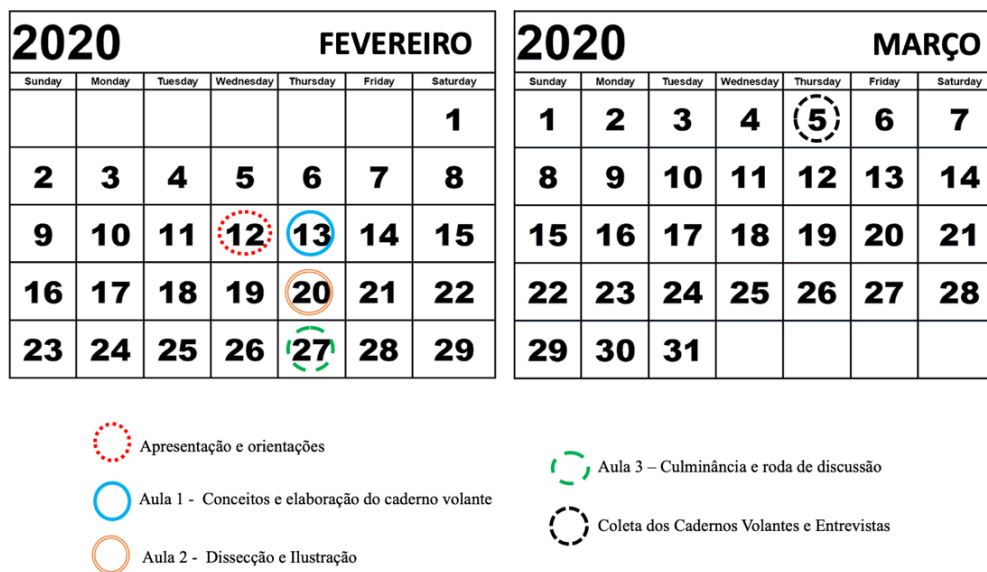 2020 FEVEREIRO
Sunday Monday Tuesday Wednesday Thursday Friday Saturday
1
2 3 4 5 6 7 8
9 10 11 12 13 14 15
16 17 18 19 20 21 22
23 24 25 26 27 28 29
2020 MARÇO
Sunday Monday Tuesday Wednesday Thursday Friday Saturday
1 2 3 4 5 6 7
8 9 10 11 12 13 14
15 16 17 18 19 20 21
22 23 24 25 26 27 28
29 30 31
Apresentação e orientações
Aula 1 - Conceitos e elaboração do caderno volante
Aula 2 - Dissecção e Ilustração
Aula 3 – Culminância e roda de discussão
Coleta dos Cadernos Volantes e Entrevistas